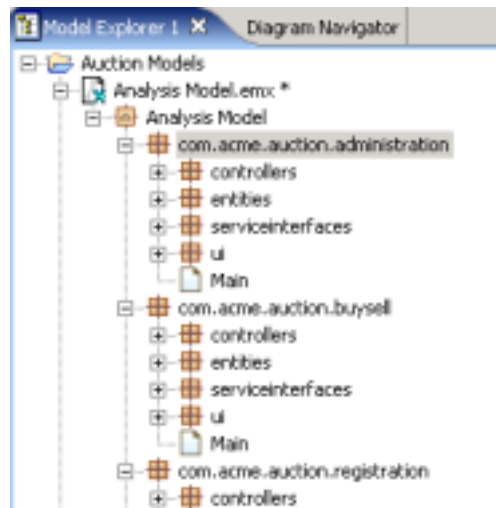 Model Explorer 1 Diagram Navigator
Auction Models
Analysis Model.emx *
Analysis Model
com.acme.auction.administration
controllers
entities
serviceinterfaces
ui
Main
com.acme.auction.buysell
controllers
entities
serviceinterfaces
ui
Main
com.acme.auction.registration
controllers